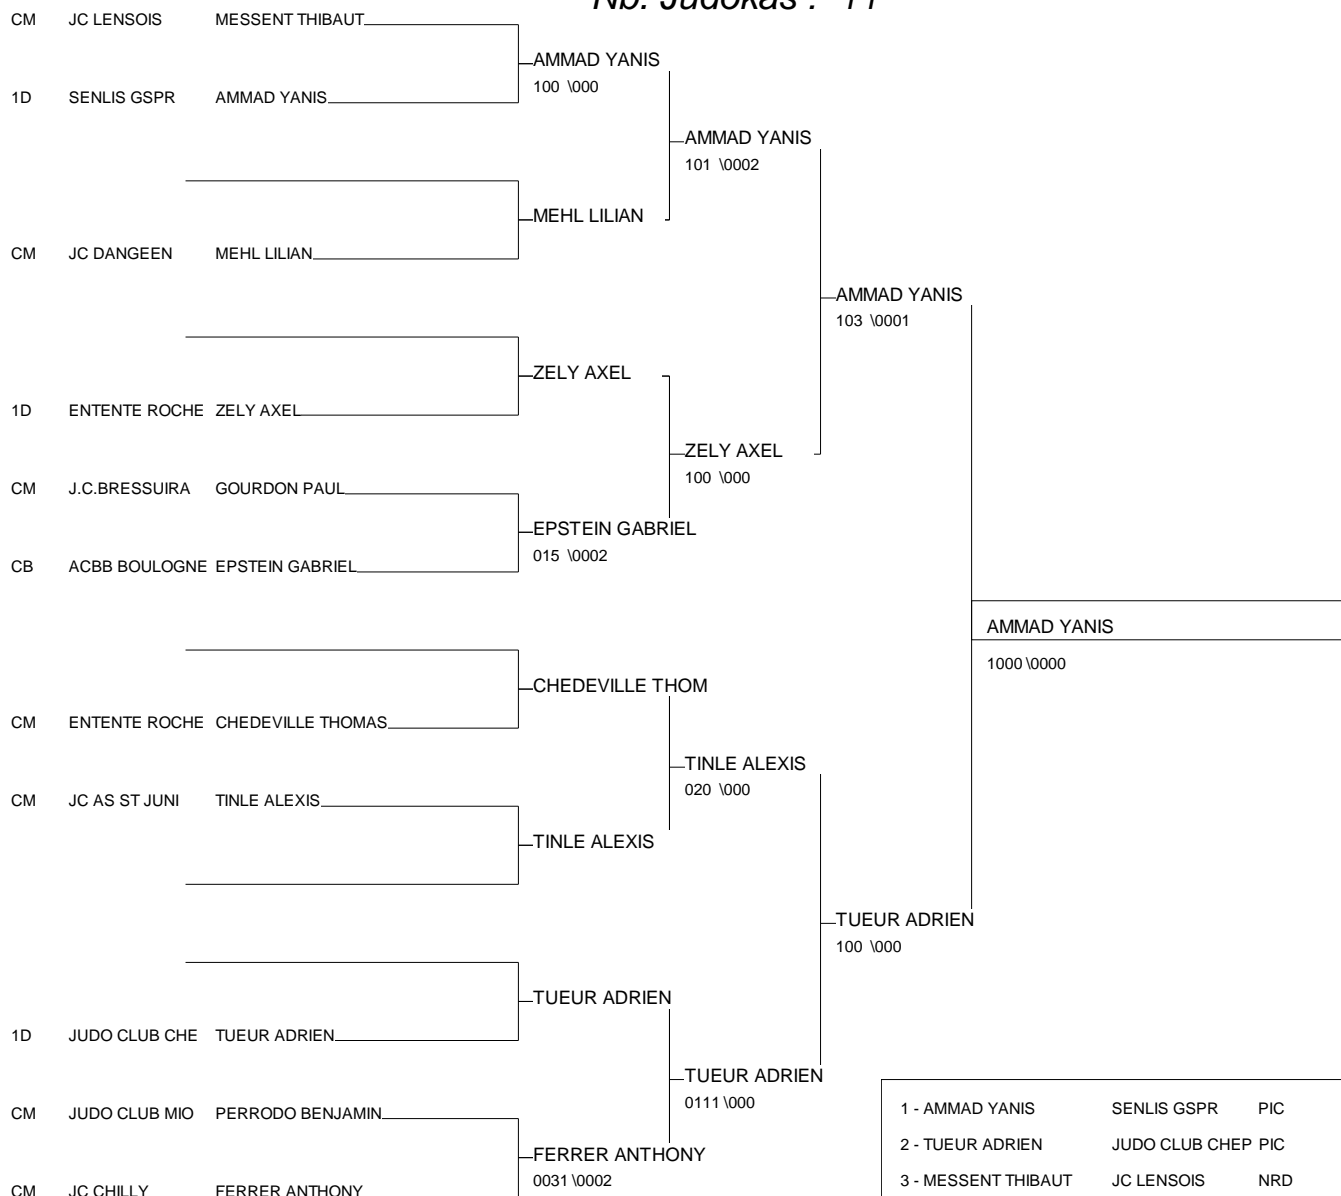 Nb. Judokas : 11
CM JC LENSOIS MESSENT THIBAUT
AMMAD YANIS
100 \000
1D SENLIS GSPR AMMAD YANIS
AMMAD YANIS
101 \0002
MEHL LILIAN
CM JC DANGEEN MEHL LILIAN
AMMAD YANIS
103 \0001
ZELY AXEL
1D ENTENTE ROCHE ZELY AXEL
ZELY AXEL
100 \000
CM J.C.BRESSUIRA GOURDON PAUL
EPSTEIN GABRIEL
015 \0002
CB ACBB BOULOGNE EPSTEIN GABRIEL
AMMAD YANIS
1000 \0000
CHEDEVILLE THOM
CM ENTENTE ROCHE CHEDEVILLE THOMAS
TINLE ALEXIS
020 \000
CM JC AS ST JUNI TINLE ALEXIS
TINLE ALEXIS
TUEUR ADRIEN
100 \000
TUEUR ADRIEN
1D JUDO CLUB CHE TUEUR ADRIEN
TUEUR ADRIEN
0111 \000
CM JUDO CLUB MIO PERRODO BENJAMIN
FERRER ANTHONY
0031 \0002
CM JC CHILLY FERRER ANTHONY
1 - AMMAD YANIS SENLIS GSPR PIC
2 - TUEUR ADRIEN JUDO CLUB CHEP PIC
3 - MESSENT THIBAUT JC LENSOIS NRD